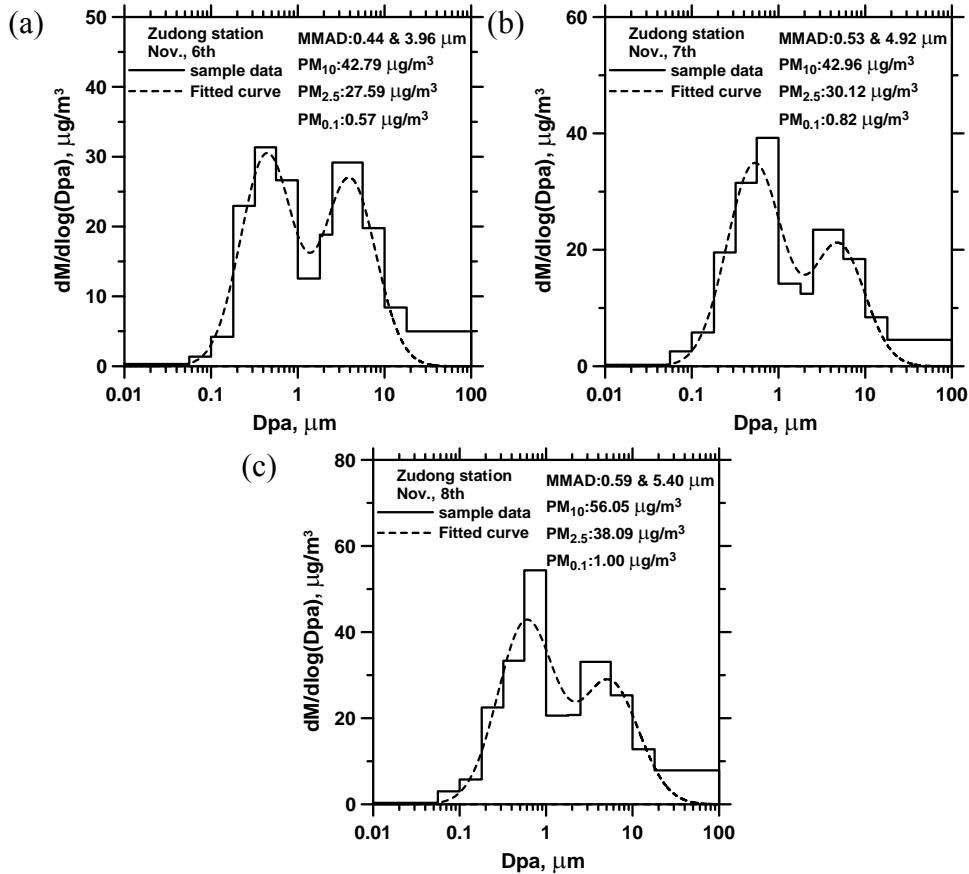 (a)
Zudong station
Nov., 6th
sample data
Fitted curve
MMAD:0.44 & 3.96 μm
PM10:42.79 μg/m³
PM2.5:27.59 μg/m³
PM0.1:0.57 μg/m³
dM/dlog(Dpa), μg/m³
50
40
30
20
10
0
0.01 0.1 1 10 100
Dpa, μm
(b)
Zudong station
Nov., 7th
sample data
Fitted curve
MMAD:0.53 & 4.92 μm
PM10:42.96 μg/m³
PM2.5:30.12 μg/m³
PM0.1:0.82 μg/m³
dM/dlog(Dpa), μg/m³
60
40
20
0
0.01 0.1 1 10 100
Dpa, μm
(c)
Zudong station
Nov., 8th
sample data
Fitted curve
MMAD:0.59 & 5.40 μm
PM10:56.05 μg/m³
PM2.5:38.09 μg/m³
PM0.1:1.00 μg/m³
dM/dlog(Dpa), μg/m³
80
60
40
20
0
0.01 0.1 1 10 100
Dpa, μm